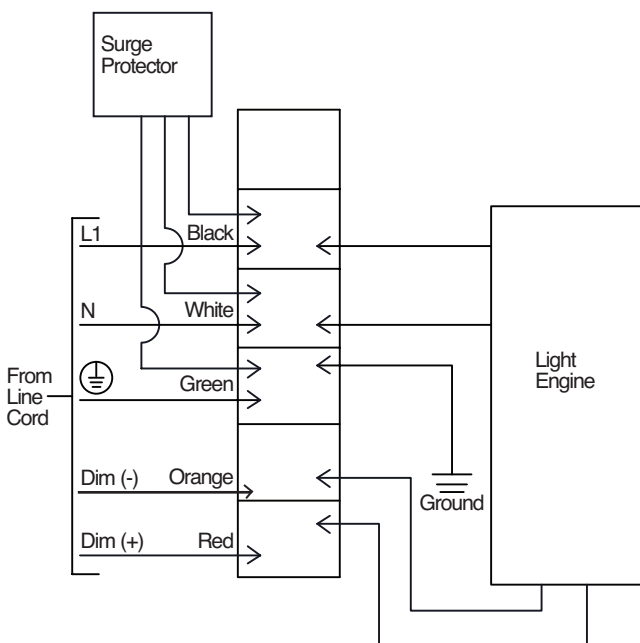 Surge
Protector
L1
Black
N
White
Green
From
Line
Cord
Light
Engine
Dim (-)
Orange
Ground
Dim (+)
Red